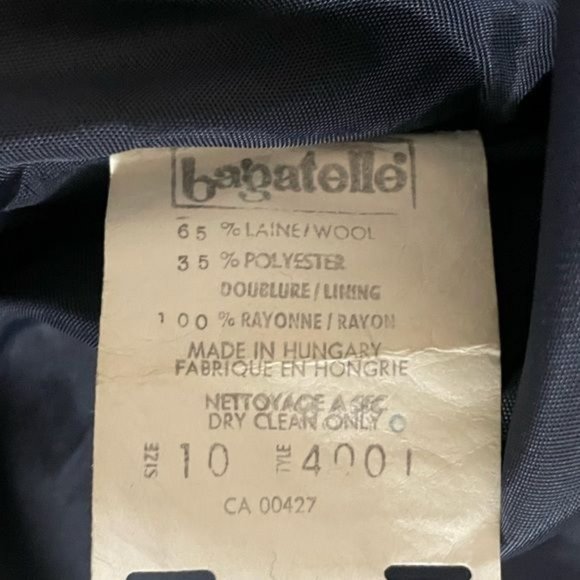 bagatelle
65 % LAINE/WOOL
35 % POLYESTER
DOUBLURE/LINING
100 % RAYONNE/RAYON
MADE IN HUNGARY
FABRIQUE EN HONGRIE
NETTOYAGE A SEC
DRY CLEAN ONLY
SIZE 10 TYLE 4001
CA 00427